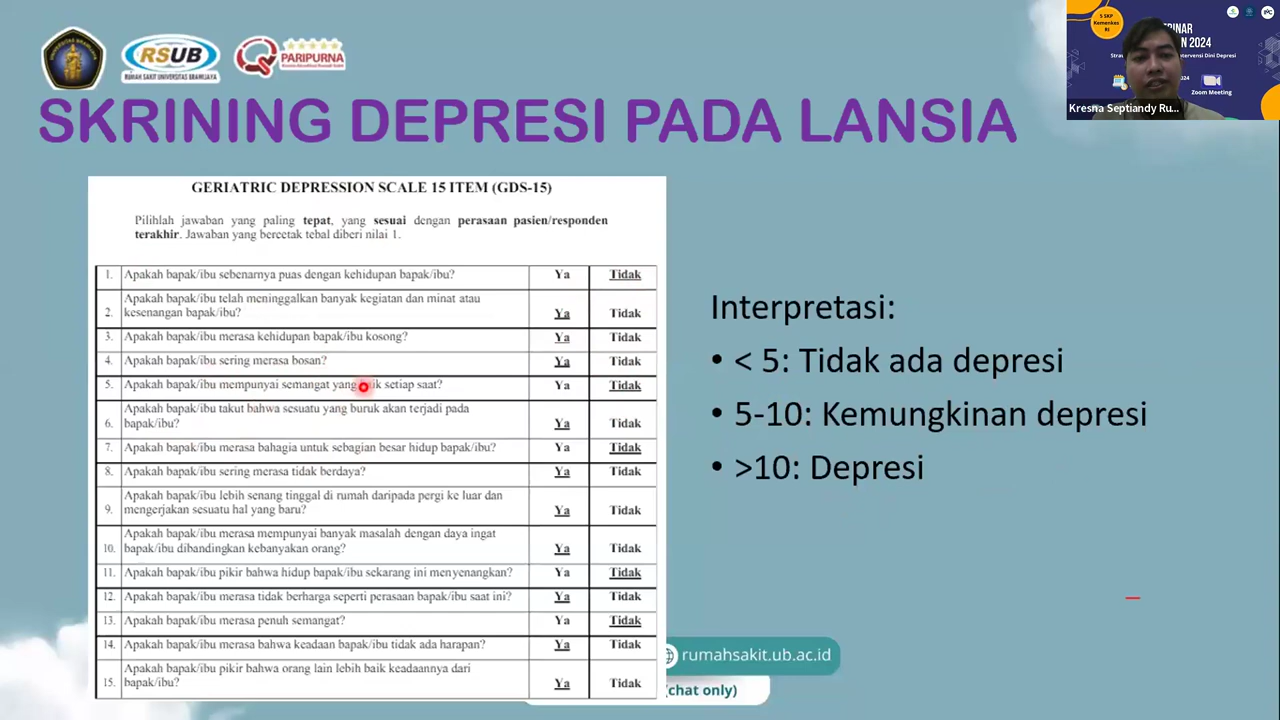 UNIVERSITAS BRAWIJAYA
RSUB
RUMAH SAKIT UNIVERSITAS BRAWIJAYA
PARIPURNA
SKRINING DEPRESI PADA LANSIA
5 SKP
Kemenkes
RI
2024
Intervensi Dini Depresi
Zoom Meeting
Kresna Septiandy Ru...
GERIATRIC DEPRESSION SCALE 15 ITEM (GDS-15)
Pilihlah jawaban yang paling tepat, yang sesuai dengan perasaan pasien/responden
terakhir. Jawaban yang bercetak tebal diberi nilai 1.
1. Apakah bapak/ibu sebenarnya puas dengan kehidupan bapak/ibu? Ya Tidak
Apakah bapak/ibu telah meninggalkan banyak kegiatan dan minat atau
2. kesenangan bapak/ibu? Ya Tidak
3. Apakah bapak/ibu merasa kehidupan bapak/ibu kosong? Ya Tidak
4. Apakah bapak/ibu sering merasa bosan? Ya Tidak
5. Apakah bapak/ibu mempunyai semangat yang setiap saat? Ya Tidak
Apakah bapak/ibu takut bahwa sesuatu yang buruk akan terjadi pada
6. bapak/ibu? Ya Tidak
7. Apakah bapak/ibu merasa bahagia untuk sebagian besar hidup bapak/ibu? Ya Tidak
8. Apakah bapak/ibu sering merasa tidak berdaya? Ya Tidak
Apakah bapak/ibu lebih senang tinggal di rumah daripada pergi ke luar dan
9. mengerjakan sesuatu hal yang baru? Ya Tidak
Apakah bapak/ibu merasa mempunyai banyak masalah dengan daya ingat
10. bapak/ibu dibandingkan kebanyakan orang? Ya Tidak
11. Apakah bapak/ibu pikir bahwa hidup bapak/ibu sekarang ini menyenangkan? Ya Tidak
12. Apakah bapak/ibu merasa tidak berharga seperti perasaan bapak/ibu saat ini? Ya Tidak
13. Apakah bapak/ibu merasa penuh semangat? Ya Tidak
14. Apakah bapak/ibu merasa bahwa keadaan bapak/ibu tidak ada harapan? Ya Tidak
Apakah bapak/ibu pikir bahwa orang lain lebih baik keadaannya dari
15. bapak/ibu? Ya Tidak
Interpretasi:
• < 5: Tidak ada depresi
• 5-10: Kemungkinan depresi
• >10: Depresi
rumahsakit.ub.ac.id
(chat only)